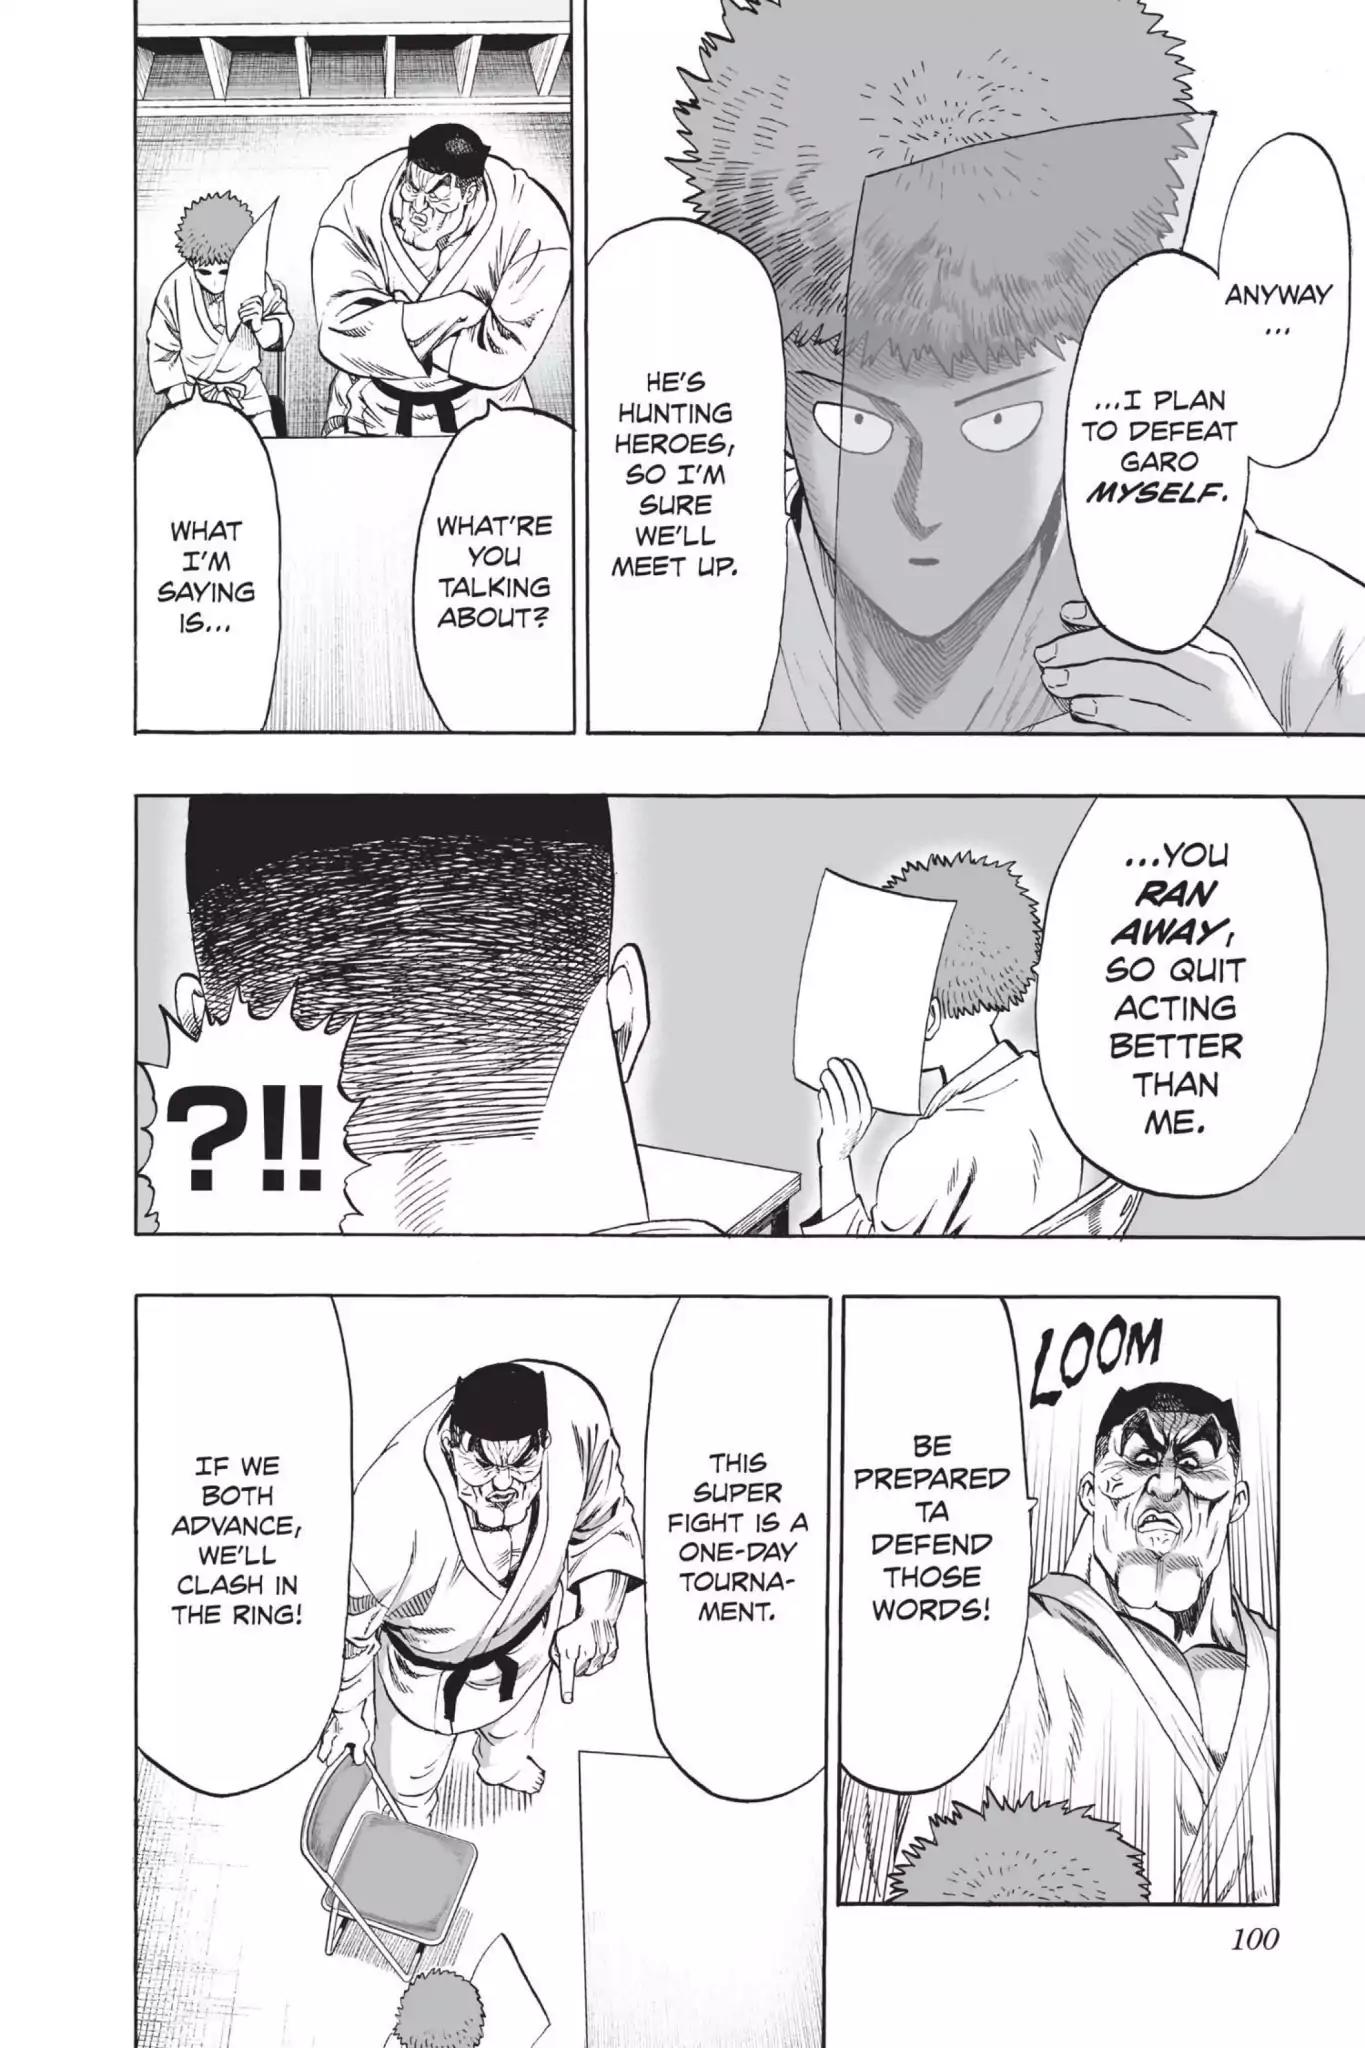 ANYWAY
...
...I PLAN
TO DEFEAT
GARO
MYSELF.
HE'S
HUNTING
HEROES,
SO I'M
SURE
WE'LL
MEET UP.
WHAT'RE
YOU
TALKING
ABOUT?
WHAT
I'M
SAYING
IS...
...YOU
RAN
AWAY,
SO QUIT
ACTING
BETTER
THAN
ME.
?!!
LOOM
BE
PREPARED
TA
DEFEND
THOSE
WORDS!
THIS
SUPER
FIGHT IS A
ONE-DAY
TOURNA-
MENT.
IF WE
BOTH
ADVANCE,
WE'LL
CLASH IN
THE RING!
100